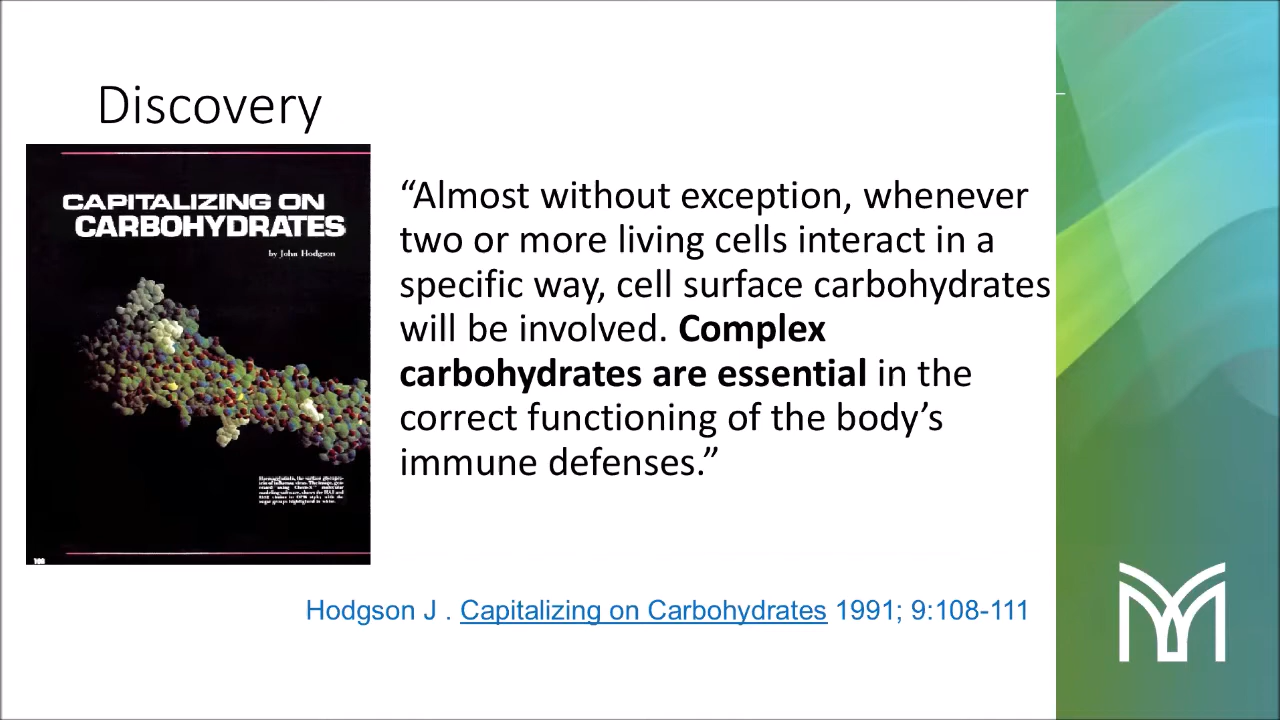 Discovery
CAPITALIZING ON
CARBOHYDRATES
by John Hodgson
“Almost without exception, whenever
two or more living cells interact in a
specific way, cell surface carbohydrates
will be involved. Complex
carbohydrates are essential in the
correct functioning of the body’s
immune defenses.”
108
Hodgson J . Capitalizing on Carbohydrates 1991; 9:108-111